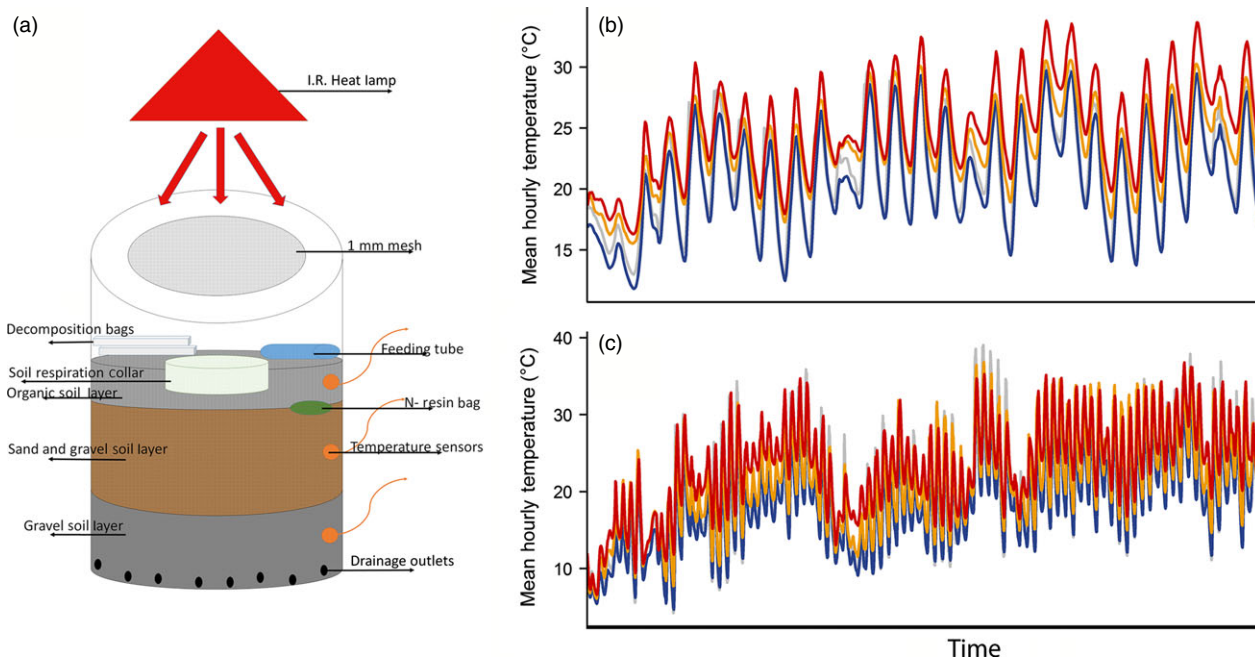 (a)
I.R. Heat lamp
1 mm mesh
Decomposition bags
Feeding tube
Soil respiration collar
Organic soil layer
N- resin bag
Sand and gravel soil layer
Temperature sensors
Gravel soil layer
Drainage outlets
(b)
Mean hourly temperature (°C)
30
25
20
15
(c)
Mean hourly temperature (°C)
40
30
20
10
Time